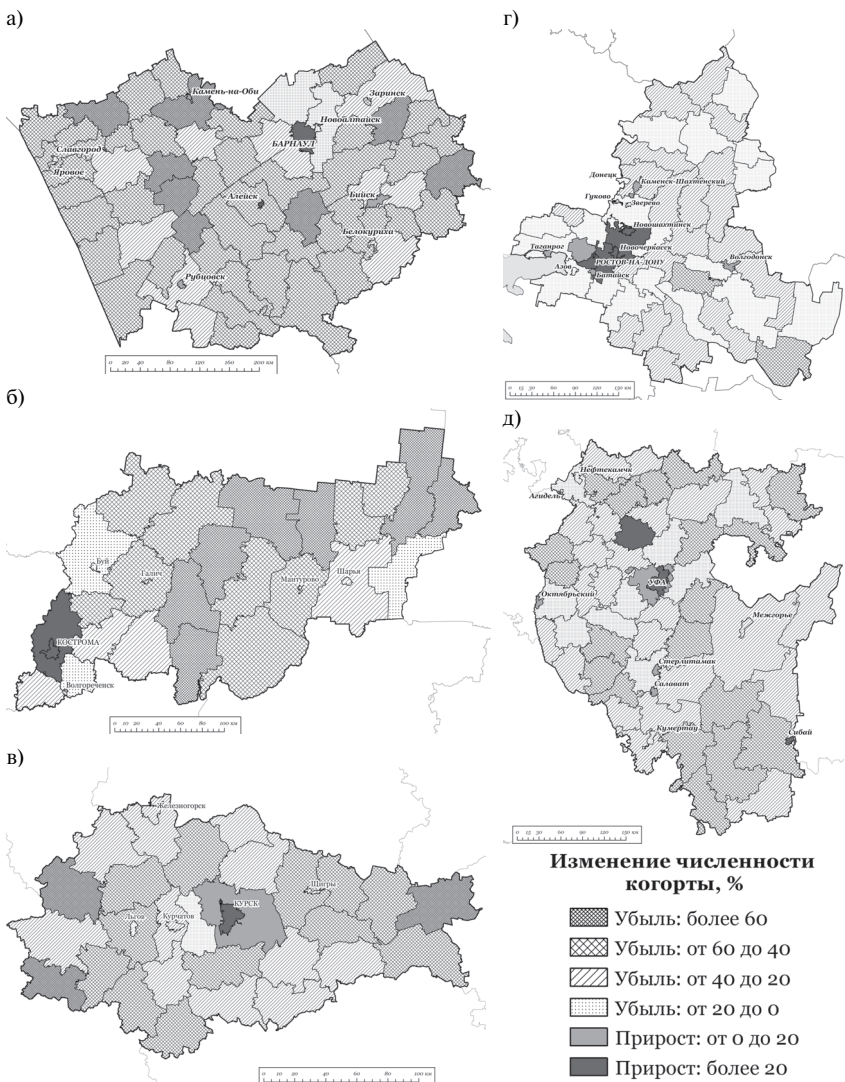 а)
Камень-на-Оби
Заринск
Новоалтайск
БАРНАУЛ
Славгород
Яровое
Алейск
Бийск
Белокуриха
Рубцовск
0 20 40 80 120 160 200 км
б)
Буй
Галич
Мантурово
Шарья
КОСТРОМА
Волгореченск
0 10 20 40 60 80 100 км
в)
Железногорск
Щигры
КУРСК
Льгов
Курчатов
0 10 20 40 60 80 100 км
г)
Донецк
Каменск-Шахтенский
Гуково
Зверево
Новошахтинск
Таганрог
Новочеркасск
РОСТОВ-НА-ДОНУ
Волгодонск
Азов
Батайск
0 15 30 60 90 120 150 км
д)
Нефтекамск
Агидель
УФА
Октябрьский
Межгорье
Стерлитамак
Салават
Кумертау
Сибай
0 15 30 60 90 120 150 км
Изменение численности
когорты, %
Убыль: более 60
Убыль: от 60 до 40
Убыль: от 40 до 20
Убыль: от 20 до 0
Прирост: от 0 до 20
Прирост: более 20